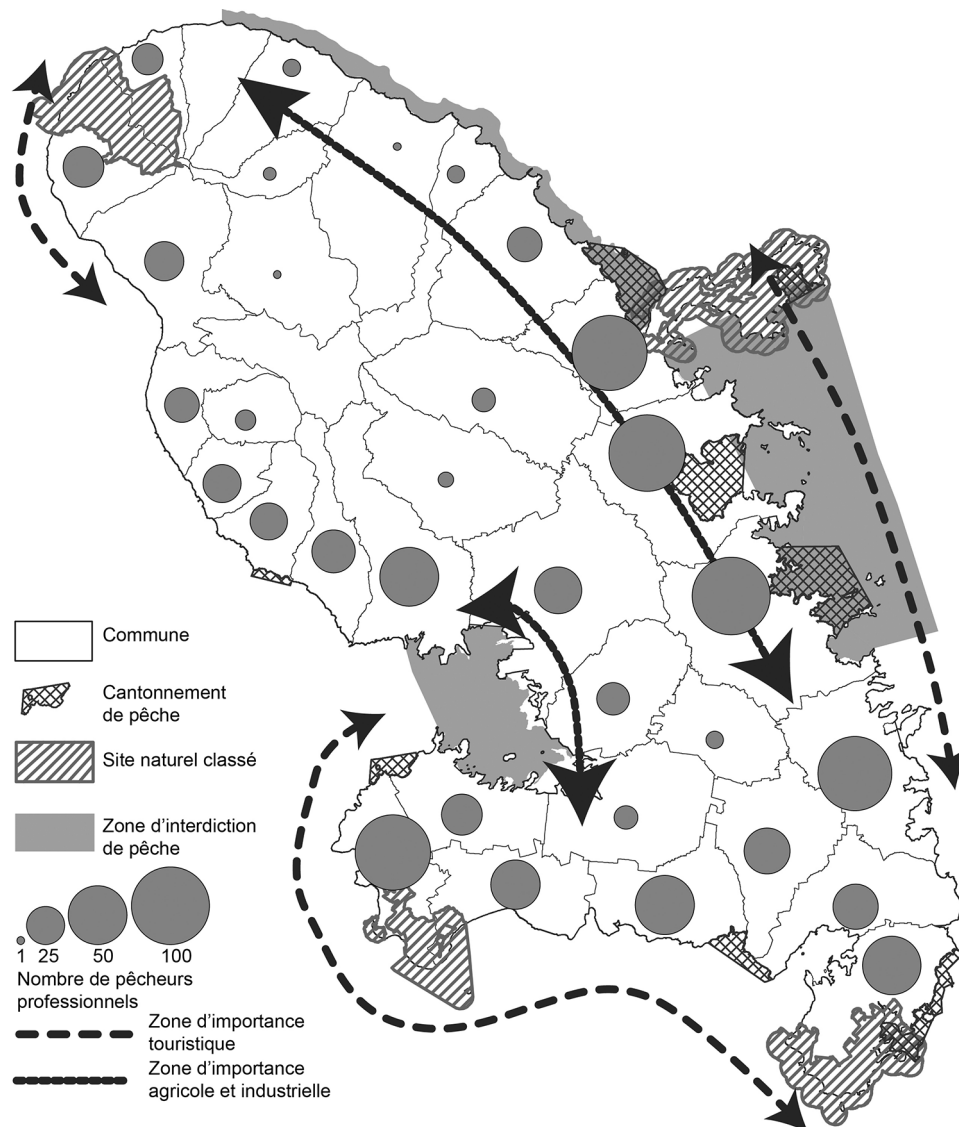 Commune
Cantonnement
de pêche
Site naturel classé
Zone d'interdiction
de pêche
1 25 50 100
Nombre de pêcheurs
professionnels
Zone d'importance
touristique
Zone d'importance
agricole et industrielle